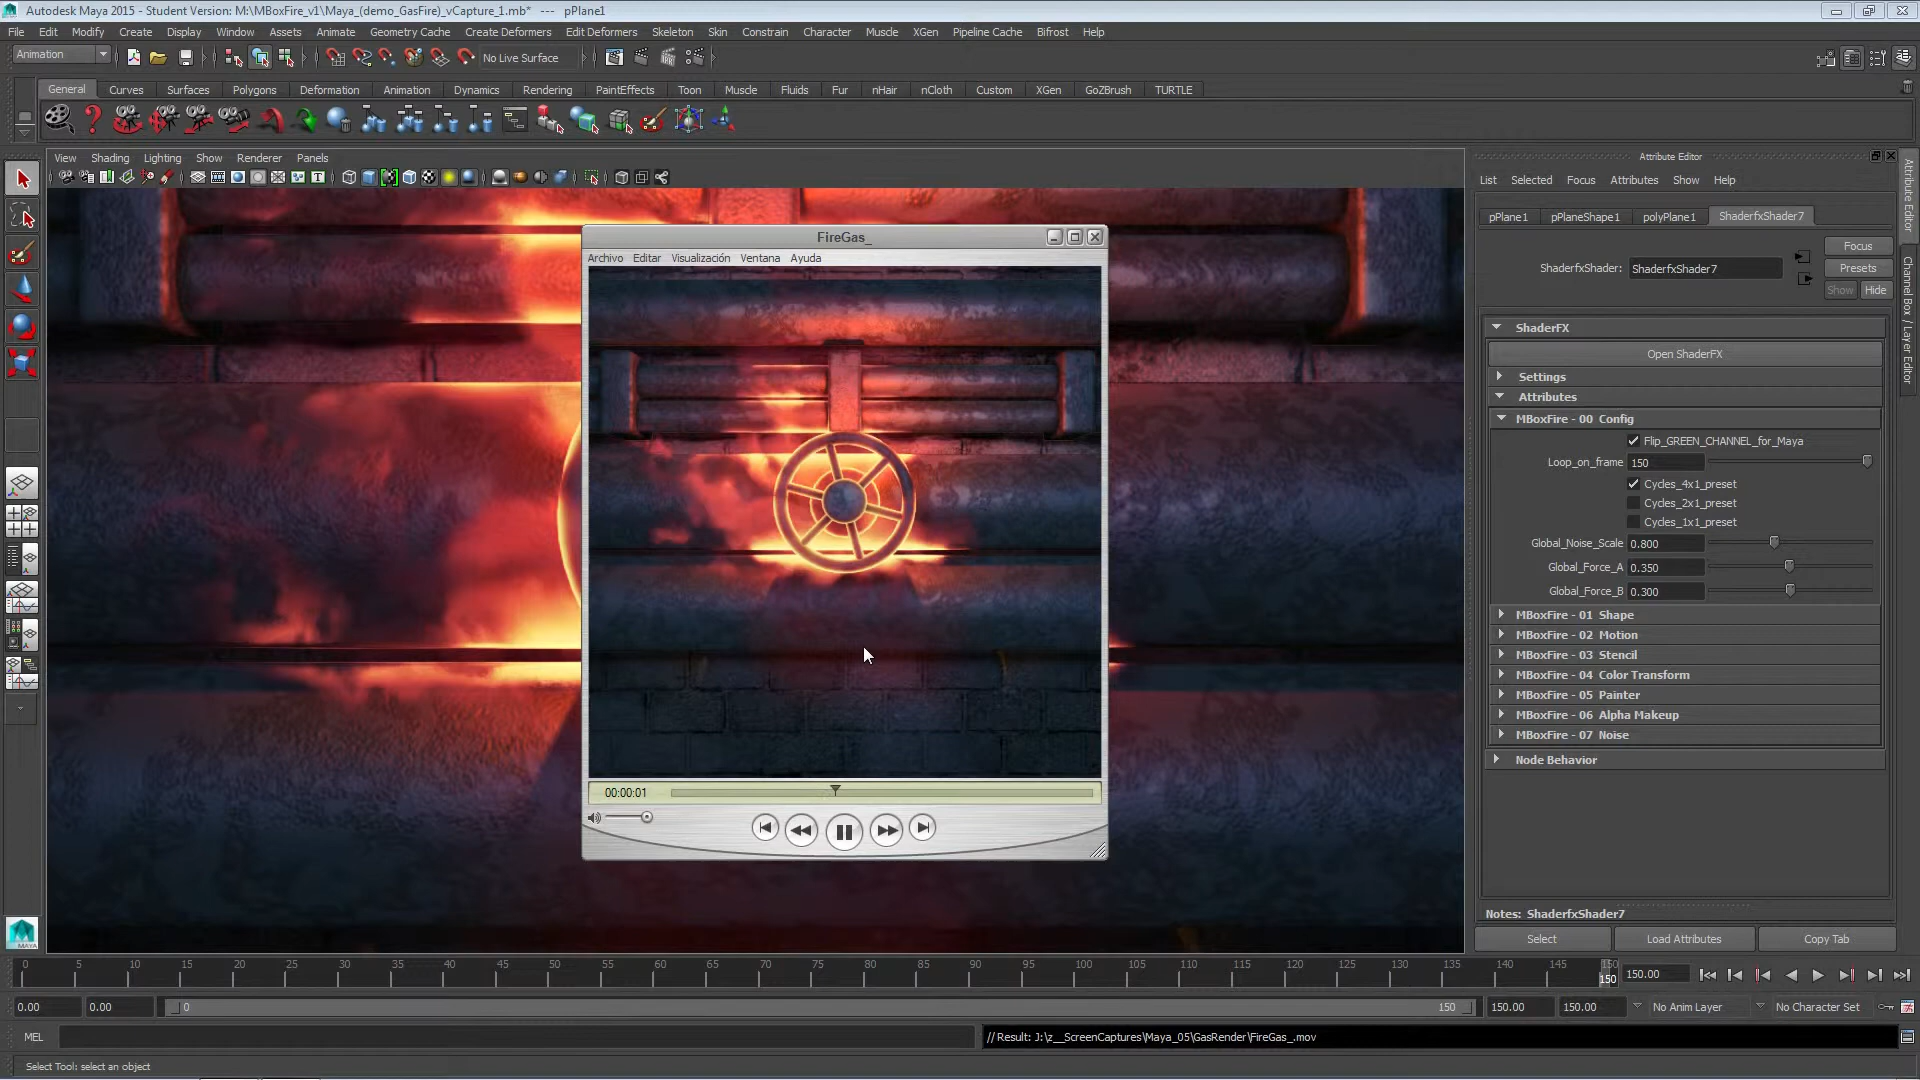 Autodesk Maya 2015 - Student Version: M:\MBoxFire_v1\Maya_(demo_GasFire)_vCapture_1.mb* --- pPlane1
File Edit Modify Create Display Window Assets Animate Geometry Cache Create Deformers Edit Deformers Skeleton Skin Constrain Character Muscle XGen Pipeline Cache Bifrost Help
Animation No Live Surface
General Curves Surfaces Polygons Deformation Animation Dynamics Rendering PaintEffects Toon Muscle Fluids Fur nHair nCloth Custom XGen GoZBrush TURTLE
View Shading Lighting Show Renderer Panels
FireGas_
Archivo Editar Visualización Ventana Ayuda
00:00:01
Attribute Editor
List Selected Focus Attributes Show Help
pPlane1 pPlaneShape1 polyPlane1 ShaderfxShader7
Focus
ShaderfxShader: ShaderfxShader7 Presets
Show Hide
ShaderFX
Open ShaderFX
Settings
Attributes
MBoxFire - 00 Config
Flip_GREEN_CHANNEL_for_Maya
Loop_on_frame 150
Cycles_4x1_preset
Cycles_2x1_preset
Cycles_1x1_preset
Global_Noise_Scale 0.800
Global_Force_A 0.350
Global_Force_B 0.300
MBoxFire - 01 Shape
MBoxFire - 02 Motion
MBoxFire - 03 Stencil
MBoxFire - 04 Color Transform
MBoxFire - 05 Painter
MBoxFire - 06 Alpha Makeup
MBoxFire - 07 Noise
Node Behavior
Notes: ShaderfxShader7
Select Load Attributes Copy Tab
Attribute Editor
Channel Box / Layer Editor
MAYA
0 5 10 15 20 25 30 35 40 45 50 55 60 65 70 75 80 85 90 95 100 105 110 115 120 125 130 135 140 145 150
150 150.00
0.00 0.00 0 150 150.00 150.00 No Anim Layer No Character Set
MEL // Result: J:\z__ScreenCaptures\Maya_05\GasRender\FireGas_.mov
Select Tool: select an object